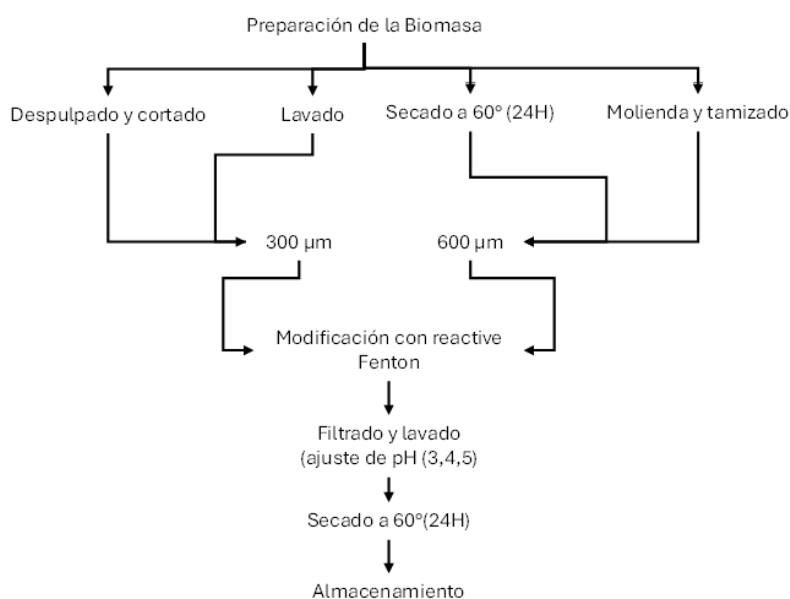 Preparación de la Biomasa
Despulpado y cortado
Lavado
Secado a 60° (24H)
Molienda y tamizado
300 µm
600 µm
Modificación con reactive
Fenton
Filtrado y lavado
(ajuste de pH (3,4,5)
Secado a 60°(24H)
Almacenamiento